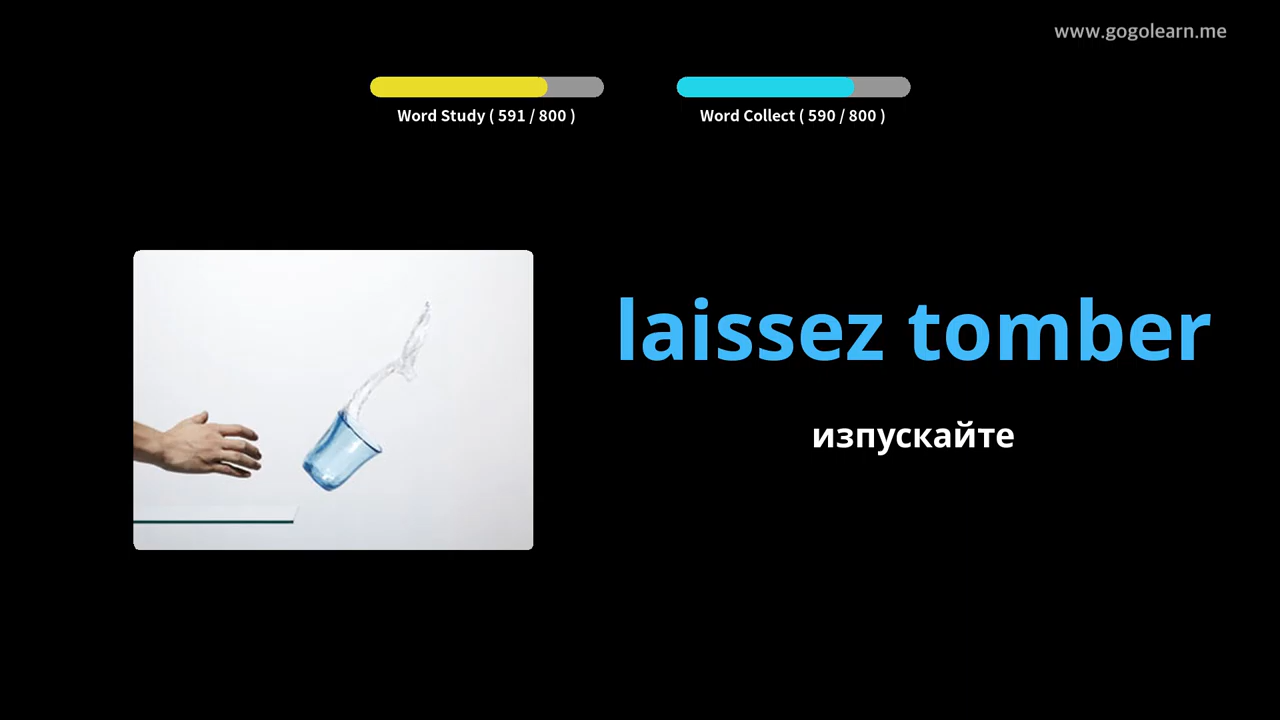 www.gogolearn.me
Word Study ( 591 / 800 )
Word Collect ( 590 / 800 )
laissez tomber
изпускайте